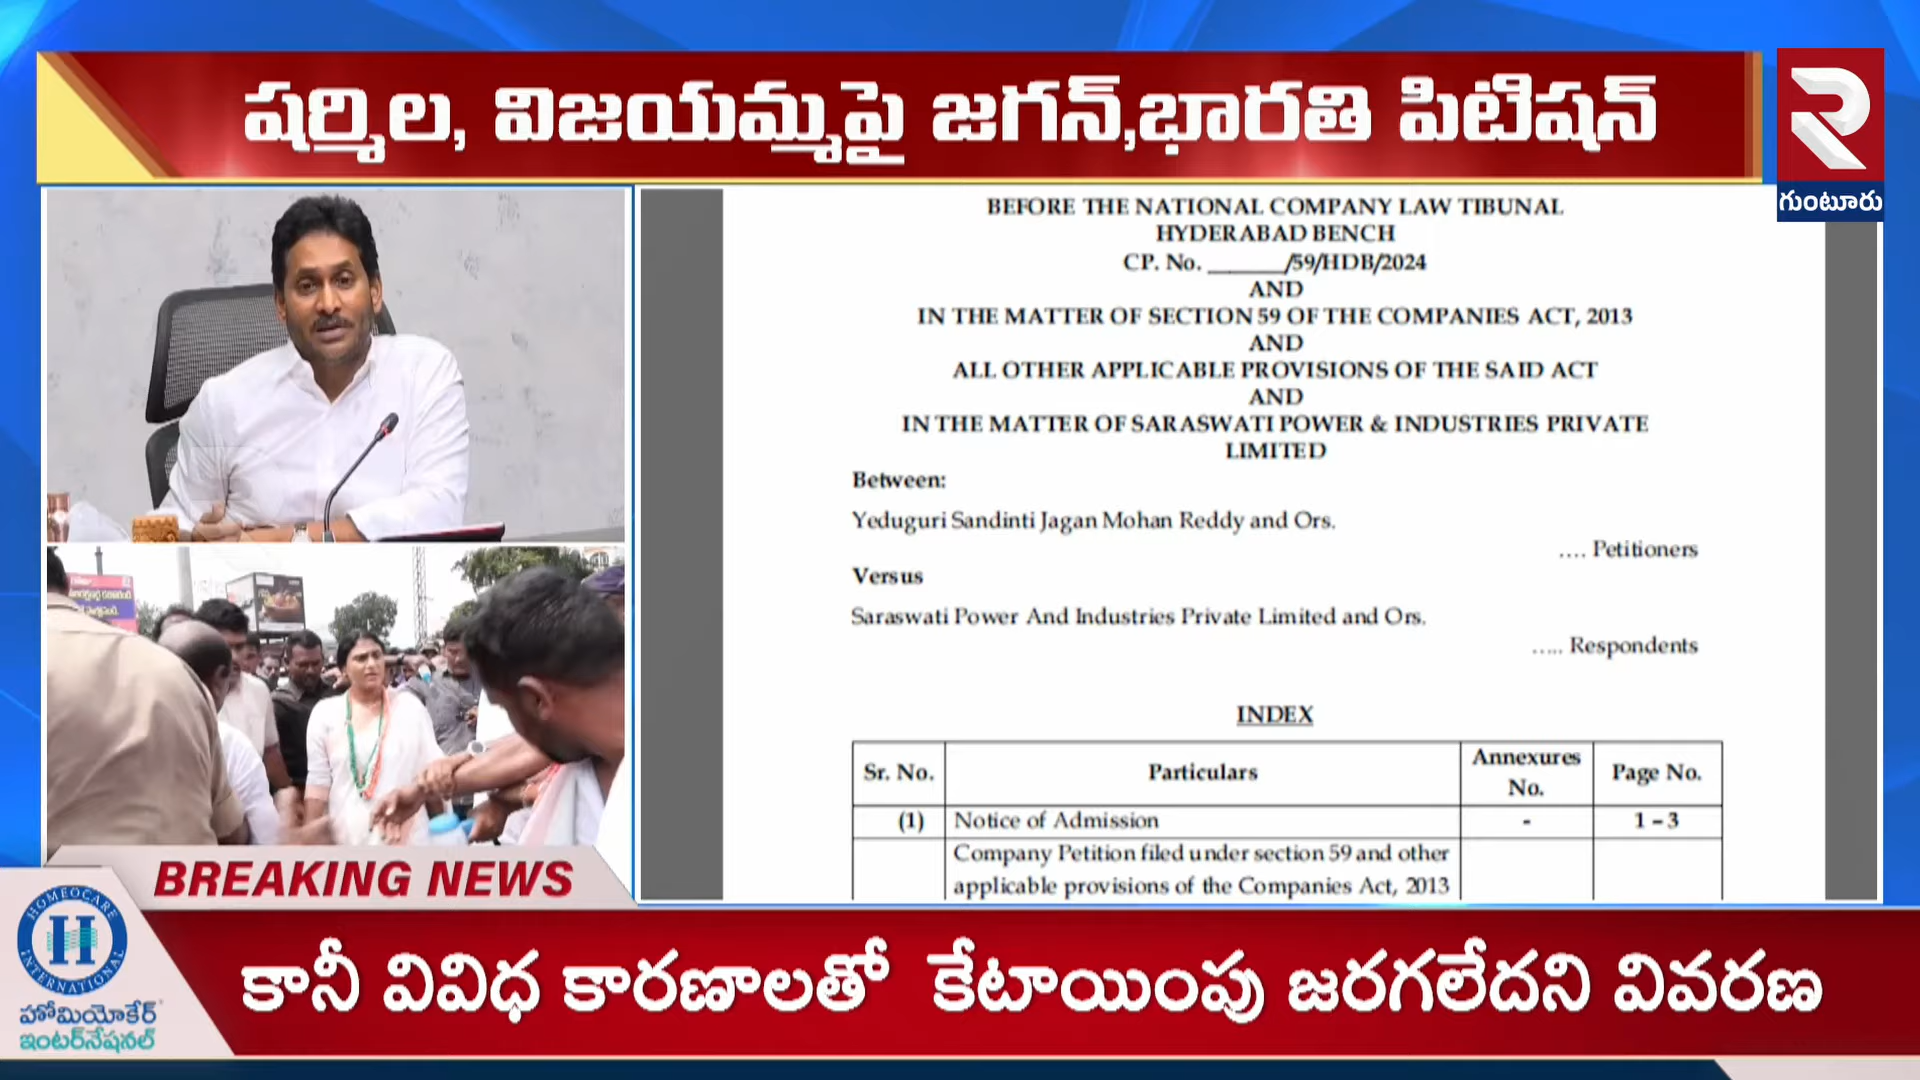 షర్మిల, విజయమ్మపై జగన్,భారతి పిటిషన్
R
గుంటూరు
BEFORE THE NATIONAL COMPANY LAW TIBUNAL
HYDERABAD BENCH
CP. No. _______/59/HDB/2024
AND
IN THE MATTER OF SECTION 59 OF THE COMPANIES ACT, 2013
AND
ALL OTHER APPLICABLE PROVISIONS OF THE SAID ACT
AND
IN THE MATTER OF SARASWATI POWER & INDUSTRIES PRIVATE
LIMITED
Between:
Yeduguri Sandinti Jagan Mohan Reddy and Ors.
…. Petitioners
Versus
Saraswati Power And Industries Private Limited and Ors.
….. Respondents
INDEX
Sr. No. Particulars Annexures No. Page No.
(1) Notice of Admission - 1 – 3
Company Petition filed under section 59 and other
applicable provisions of the Companies Act, 2013
BREAKING NEWS
HOMEOCARE
H
INTERNATIONAL
హోమియోకేర్
ఇంటర్నేషనల్
కానీ వివిధ కారణాలతో కేటాయింపు జరగలేదని వివరణ